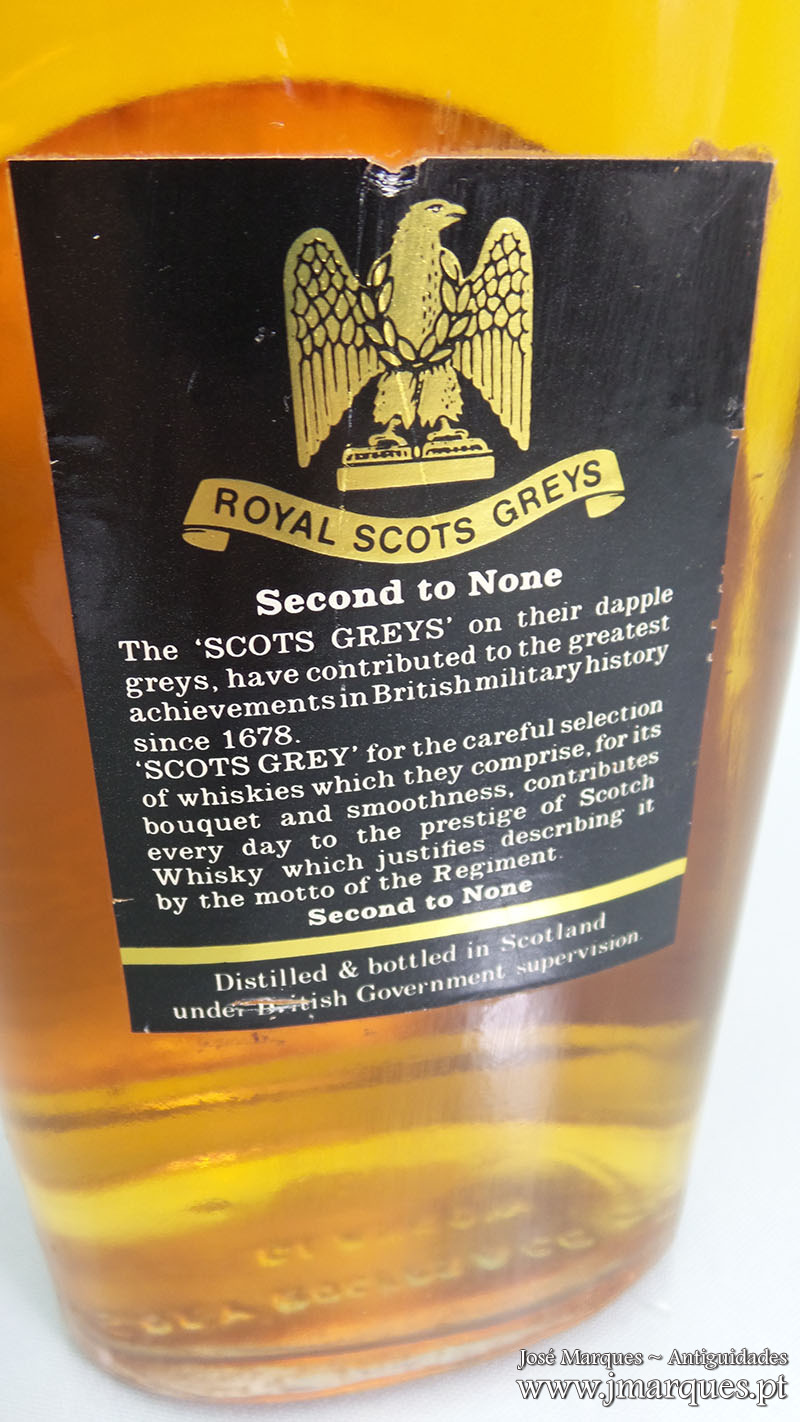 ROYAL SCOTS GREYS
Second to None
The ‘SCOTS GREYS’ on their dapple
greys, have contributed to the greatest
achievements in British military history
since 1678.
‘SCOTS GREY’ for the careful selection
of whiskies which they comprise, for its
bouquet and smoothness, contributes
every day to the prestige of Scotch
Whisky which justifies describing it
by the motto of the Regiment.
Second to None
Distilled & bottled in Scotland
under British Government supervision.
José Marques ~ Antiguidades
www.jmarques.pt